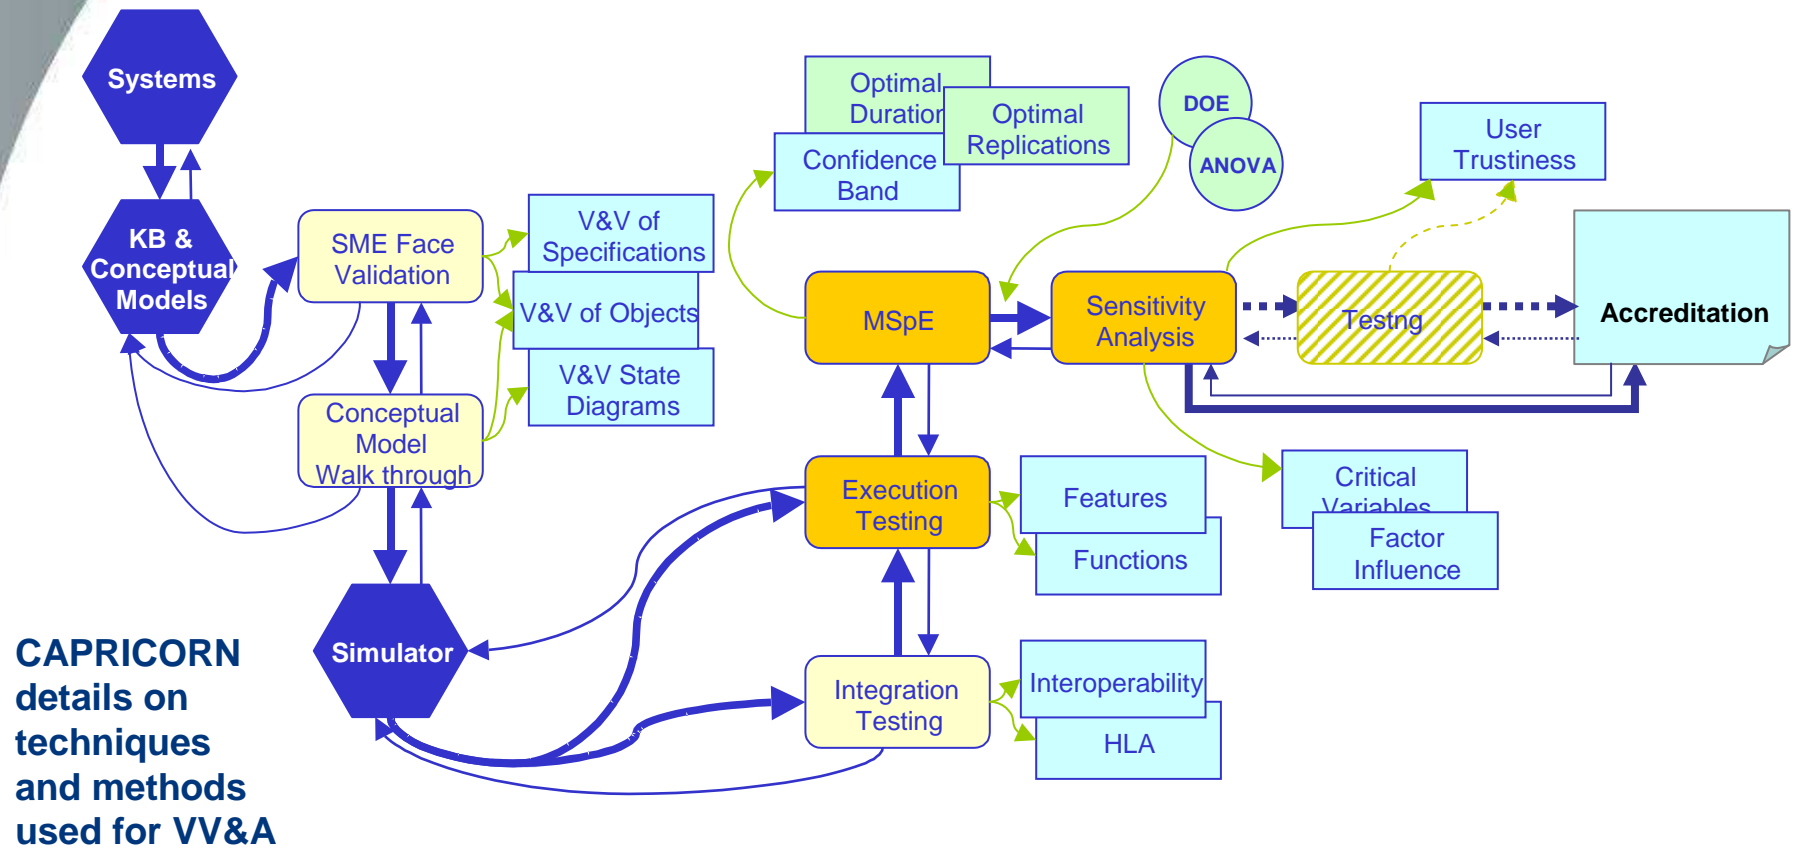 Systems
KB &
Conceptual
Models
SME Face
Validation
V&V of
Specifications
V&V of Objects
V&V State
Diagrams
Conceptual
Model
Walk through
Simulator
Optimal
Duration
Optimal
Replications
Confidence
Band
DOE
ANOVA
User
Trustiness
MSpE
Sensitivity
Analysis
Testng
Accreditation
Execution
Testing
Features
Functions
Critical
Variables
Factor
Influence
Integration
Testing
Interoperability
HLA
CAPRICORN
details on
techniques
and methods
used for VV&A